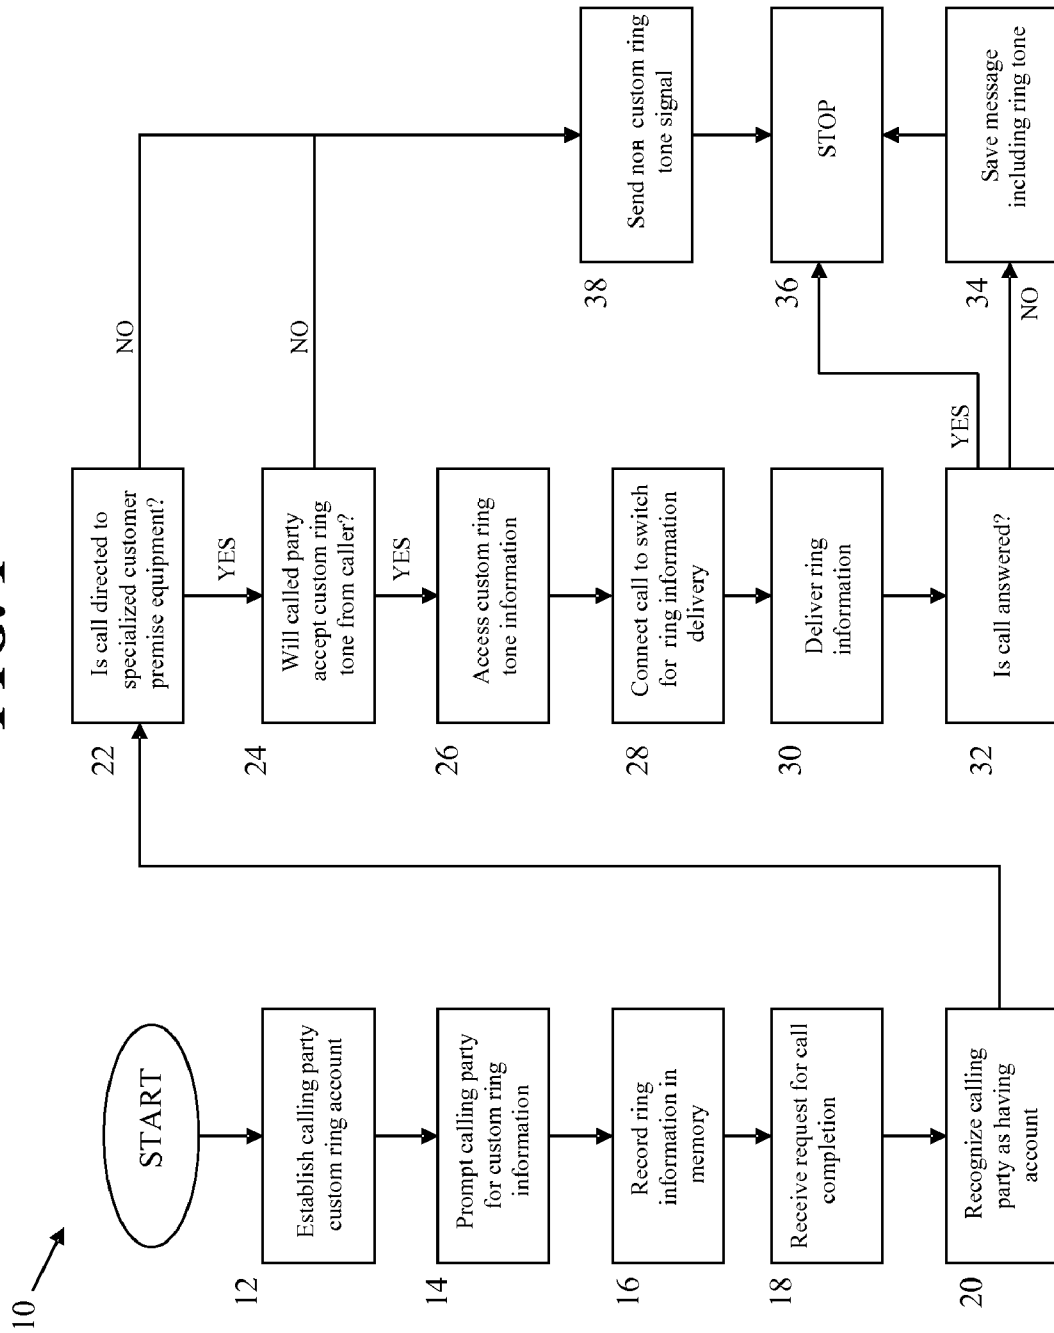 10
START
12
Establish calling party
custom ring account
14
Prompt calling party
for custom ring
information
16
Record ring
information in
memory
18
Receive request for call
completion
20
Recognize calling
party as having
account
22
Is call directed to
specialized customer
premise equipment?
NO
YES
24
Will called party
accept custom ring
tone from caller?
NO
YES
26
Access custom ring
tone information
28
Connect call to switch
for ring information
delivery
30
Deliver ring
information
32
Is call answered?
YES
NO
38
Send non custom ring
tone signal
36
STOP
34
Save message
including ring tone